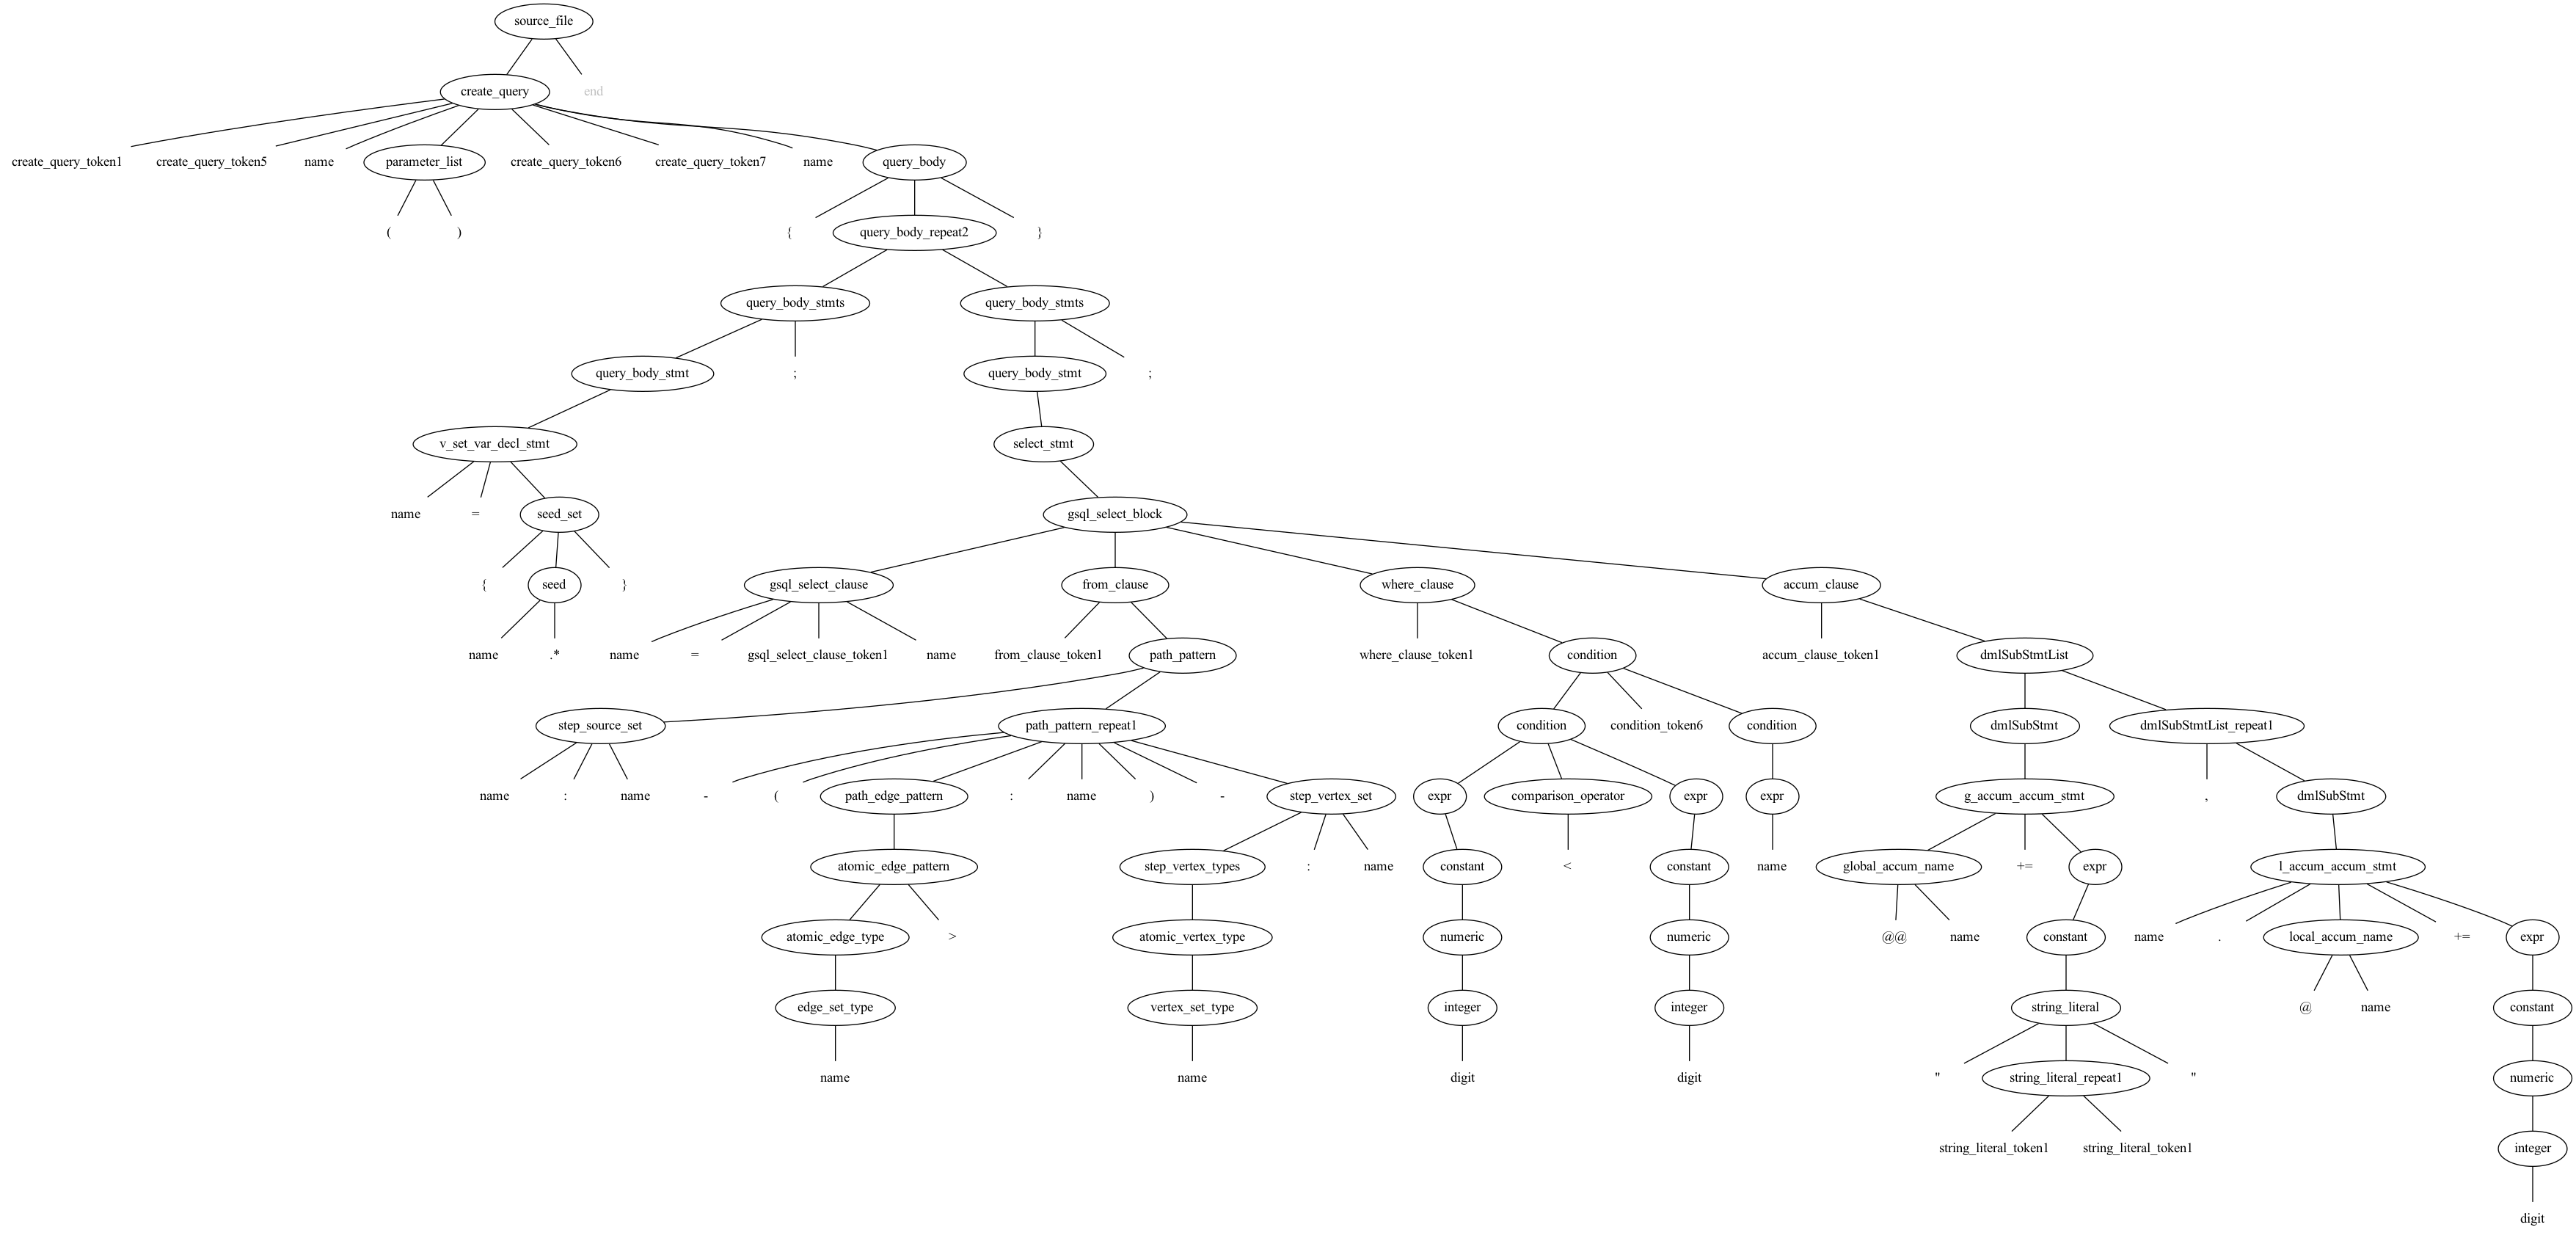 source_file
create_query end
create_query_token1 create_query_token5 name parameter_list create_query_token6 create_query_token7 name query_body
( ) { query_body_repeat2 }
query_body_stmts query_body_stmts
query_body_stmt ; query_body_stmt ;
v_set_var_decl_stmt select_stmt
name = seed_set gsql_select_block
{ seed } gsql_select_clause from_clause where_clause accum_clause
name .* name = gsql_select_clause_token1 name from_clause_token1 path_pattern where_clause_token1 condition accum_clause_token1 dmlSubStmtList
step_source_set path_pattern_repeat1 condition condition_token6 condition dmlSubStmt dmlSubStmtList_repeat1
name : name - ( path_edge_pattern : name ) - step_vertex_set expr comparison_operator expr expr g_accum_accum_stmt , dmlSubStmt
atomic_edge_pattern step_vertex_types : name constant < constant name global_accum_name += expr l_accum_accum_stmt
atomic_edge_type > atomic_vertex_type numeric numeric @@ name constant name . local_accum_name += expr
edge_set_type vertex_set_type integer integer string_literal @ name constant
name name digit digit " string_literal_repeat1 " numeric
string_literal_token1 string_literal_token1 integer
digit